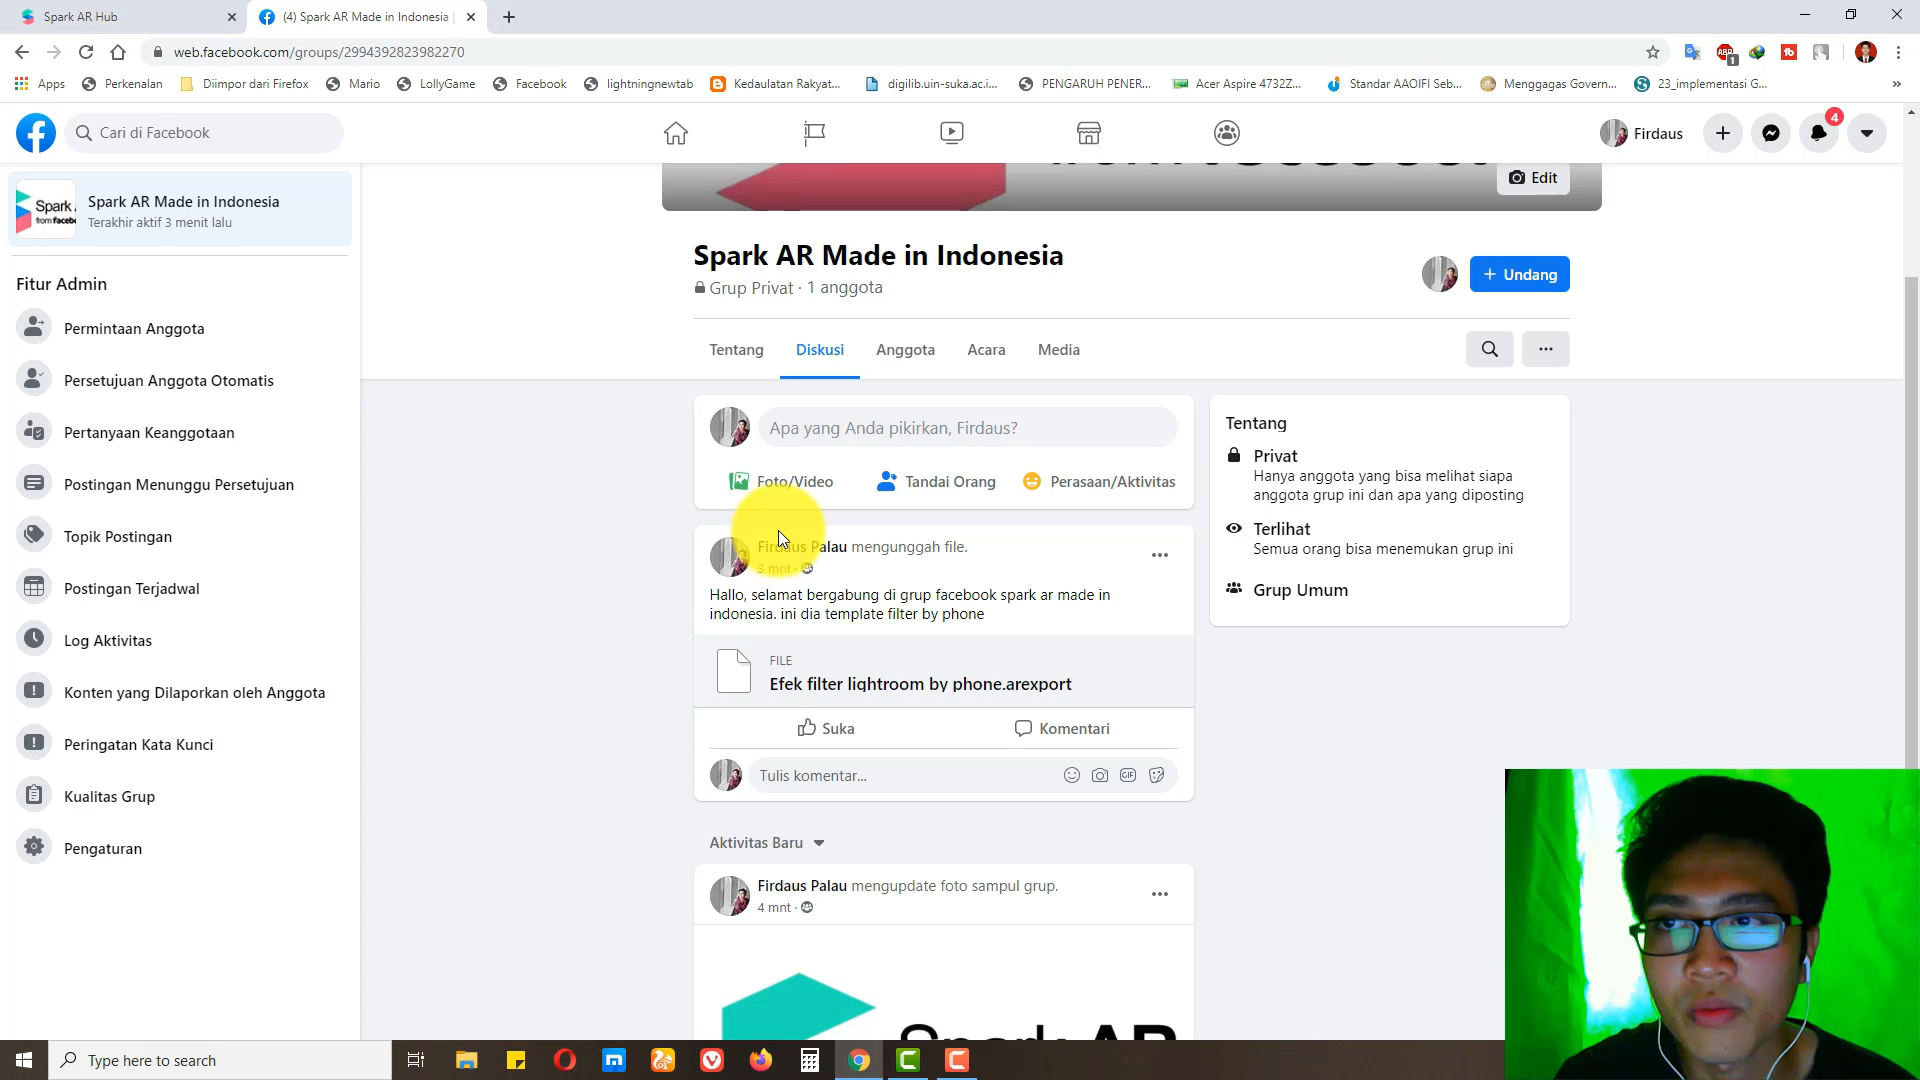 Spark AR Hub
(4) Spark AR Made in Indonesia |
web.facebook.com/groups/2994392823982270
Apps
Perkenalan
Diimpor dari Firefox
Mario
LollyGame
Facebook
lightningnewtab
Kedaulatan Rakyat...
digilib.uin-suka.ac.i...
PENGARUH PENER...
Acer Aspire 4732Z...
Standar AAOIFI Seb...
Menggagas Govern...
23_implementasi G...
Cari di Facebook
Firdaus
4
Edit
Spark AR Made in Indonesia
Terakhir aktif 3 menit lalu
Fitur Admin
Permintaan Anggota
Persetujuan Anggota Otomatis
Pertanyaan Keanggotaan
Postingan Menunggu Persetujuan
Topik Postingan
Postingan Terjadwal
Log Aktivitas
Konten yang Dilaporkan oleh Anggota
Peringatan Kata Kunci
Kualitas Grup
Pengaturan
Spark AR Made in Indonesia
Grup Privat · 1 anggota
+ Undang
Tentang
Diskusi
Anggota
Acara
Media
Apa yang Anda pikirkan, Firdaus?
Foto/Video
Tandai Orang
Perasaan/Aktivitas
Firdaus Palau mengunggah file.
3 mnt ·
Hallo, selamat bergabung di grup facebook spark ar made in
indonesia. ini dia template filter by phone
FILE
Efek filter lightroom by phone.arexport
Suka
Komentari
Tulis komentar...
GIF
Aktivitas Baru
Firdaus Palau mengupdate foto sampul grup.
4 mnt ·
Spark AR
Tentang
Privat
Hanya anggota yang bisa melihat siapa
anggota grup ini dan apa yang diposting
Terlihat
Semua orang bisa menemukan grup ini
Grup Umum
Type here to search